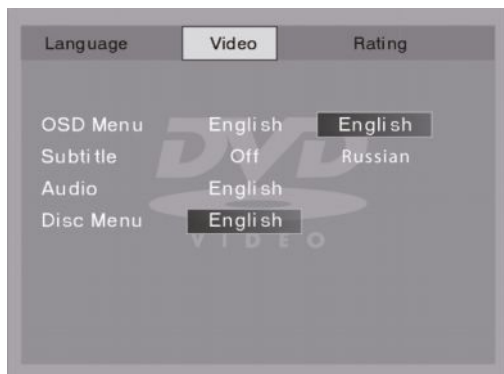 Language Video Rating
OSD Menu English English
Subtitle Off Russian
Audio English
Disc Menu English
DVD
VIDEO